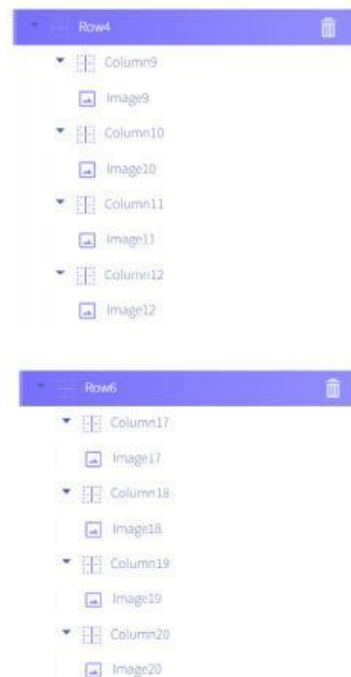 Row4
Column9
Image9
Column10
Image10
Column11
Image11
Column12
Image12
Row6
Column17
Image17
Column18
Image18
Column19
Image19
Column20
Image20